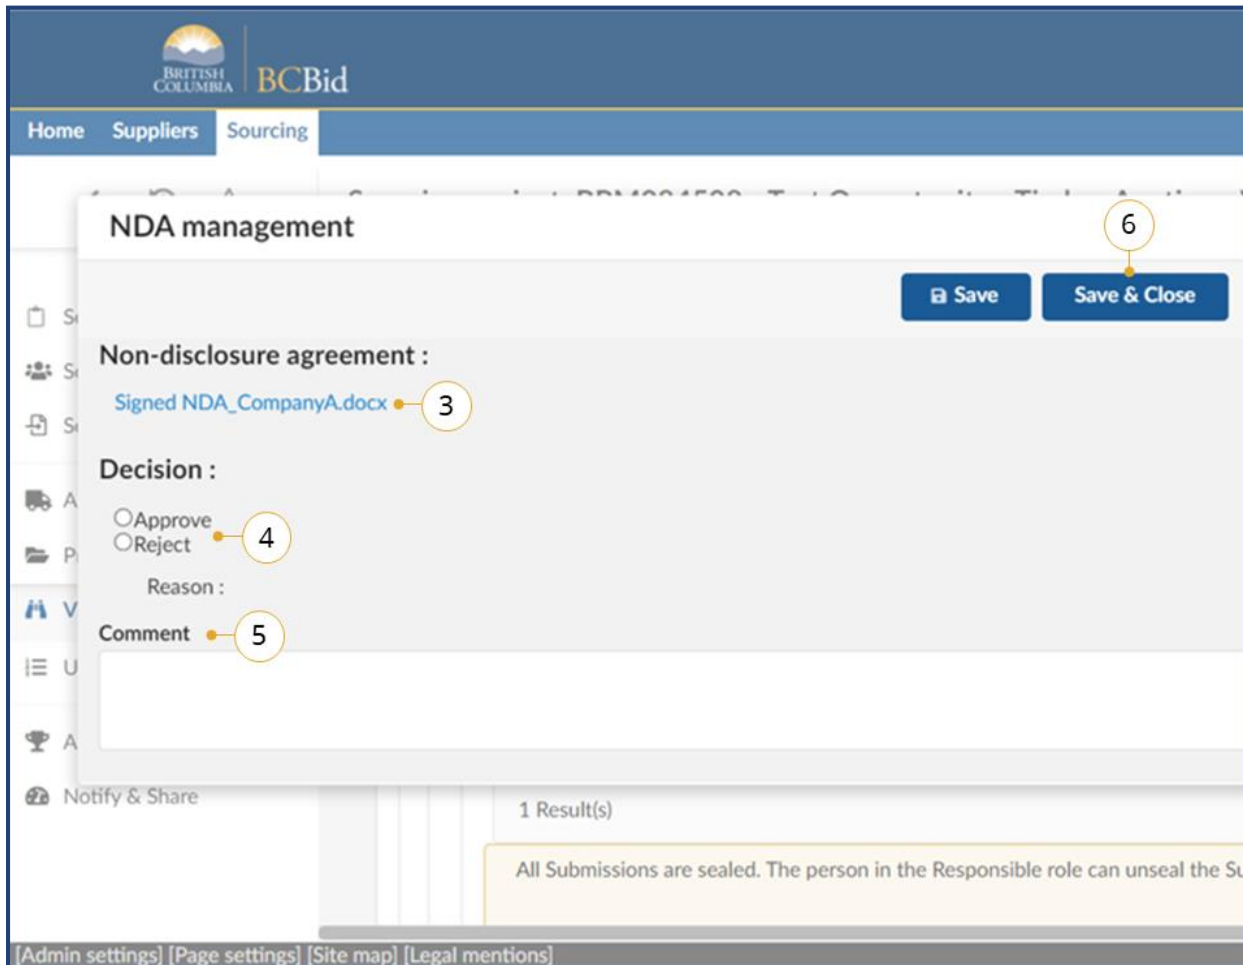 BRITISH
COLUMBIA
BCBid
Home Suppliers Sourcing
NDA management
6
Save
Save & Close
Non-disclosure agreement :
Signed NDA_CompanyA.docx
3
Decision :
Approve
Reject
4
Reason :
Comment
5
Notify & Share
1 Result(s)
All Submissions are sealed. The person in the Responsible role can unseal the
[Admin settings] [Page settings] [Site map] [Legal mentions]